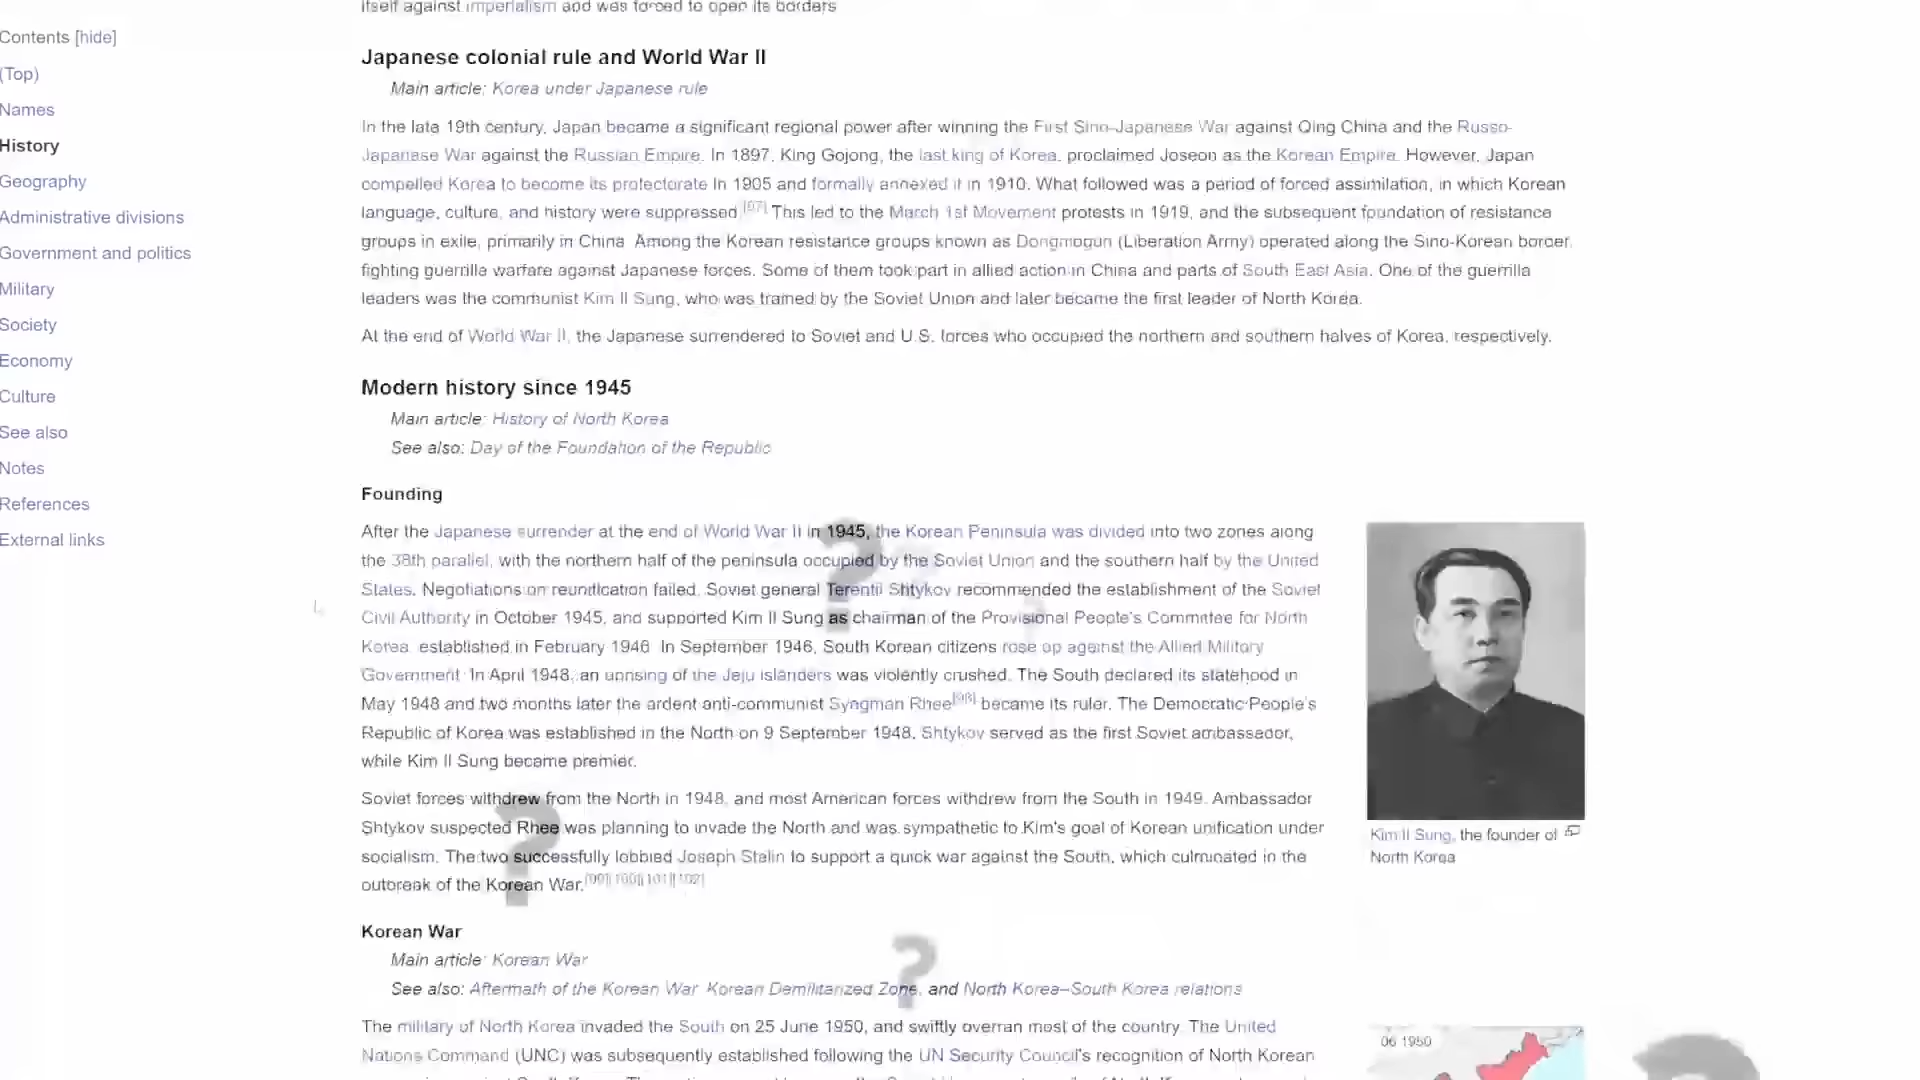 itself against imperialism and was forced to open its borders
Contents [hide]
(Top)
Names
History
Geography
Administrative divisions
Government and politics
Military
Society
Economy
Culture
See also
Notes
References
External links
Japanese colonial rule and World War II
Main article: Korea under Japanese rule
In the late 19th century, Japan became a significant regional power after winning the First Sino-Japanese War against Qing China and the Russo-
Japanese War against the Russian Empire. In 1897, King Gojong, the last king of Korea, proclaimed Joseon as the Korean Empire. However, Japan
compelled Korea to become its protectorate in 1905 and formally annexed it in 1910. What followed was a period of forced assimilation, in which Korean
language, culture, and history were suppressed.[97] This led to the March 1st Movement protests in 1919, and the subsequent foundation of resistance
groups in exile, primarily in China. Among the Korean resistance groups known as Dongnipgun (Liberation Army) operated along the Sino-Korean border,
fighting guerrilla warfare against Japanese forces. Some of them took part in allied action in China and parts of South East Asia. One of the guerrilla
leaders was the communist Kim Il Sung, who was trained by the Soviet Union and later became the first leader of North Korea.
At the end of World War II, the Japanese surrendered to Soviet and U.S. forces who occupied the northern and southern halves of Korea, respectively.
Modern history since 1945
Main article: History of North Korea
See also: Day of the Foundation of the Republic
Founding
After the Japanese surrender at the end of World War II in 1945, the Korean Peninsula was divided into two zones along
the 38th parallel, with the northern half of the peninsula occupied by the Soviet Union and the southern half by the United
States. Negotiations on reunification failed. Soviet general Terentii Shtykov recommended the establishment of the Soviet
Civil Authority in October 1945, and supported Kim Il Sung as chairman of the Provisional People's Committee for North
Korea, established in February 1946. In September 1946, South Korean citizens rose up against the Allied Military
Government. In April 1948, an uprising of the Jeju islanders was violently crushed. The South declared its statehood in
May 1948 and two months later the ardent anti-communist Syngman Rhee[98] became its ruler. The Democratic People's
Republic of Korea was established in the North on 9 September 1948. Shtykov served as the first Soviet ambassador,
while Kim Il Sung became premier.
Soviet forces withdrew from the North in 1948, and most American forces withdrew from the South in 1949. Ambassador
Shtykov suspected Rhee was planning to invade the North and was sympathetic to Kim's goal of Korean unification under
socialism. The two successfully lobbied Joseph Stalin to support a quick war against the South, which culminated in the
outbreak of the Korean War.[99][100][101][102]
Kim Il Sung, the founder of
North Korea
Korean War
Main article: Korean War
See also: Aftermath of the Korean War, Korean Demilitarized Zone, and North Korea–South Korea relations
The military of North Korea invaded the South on 25 June 1950, and swiftly overran most of the country. The United
Nations Command (UNC) was subsequently established following the UN Security Council's recognition of North Korean
06 1950
?
?
?